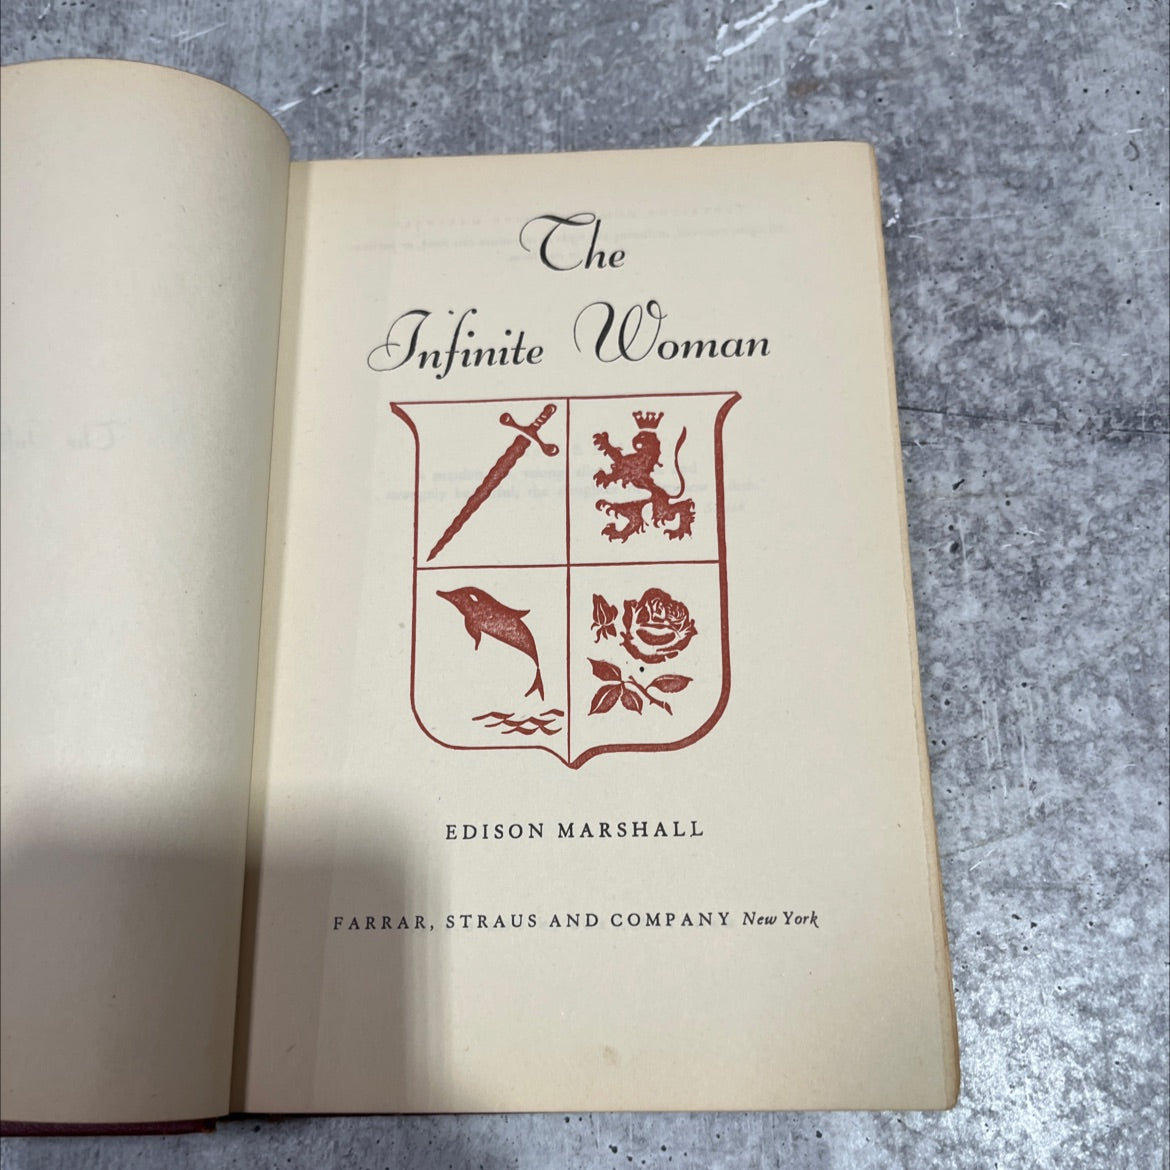 The
Infinite Woman
EDISON MARSHALL
FARRAR, STRAUS AND COMPANY New York